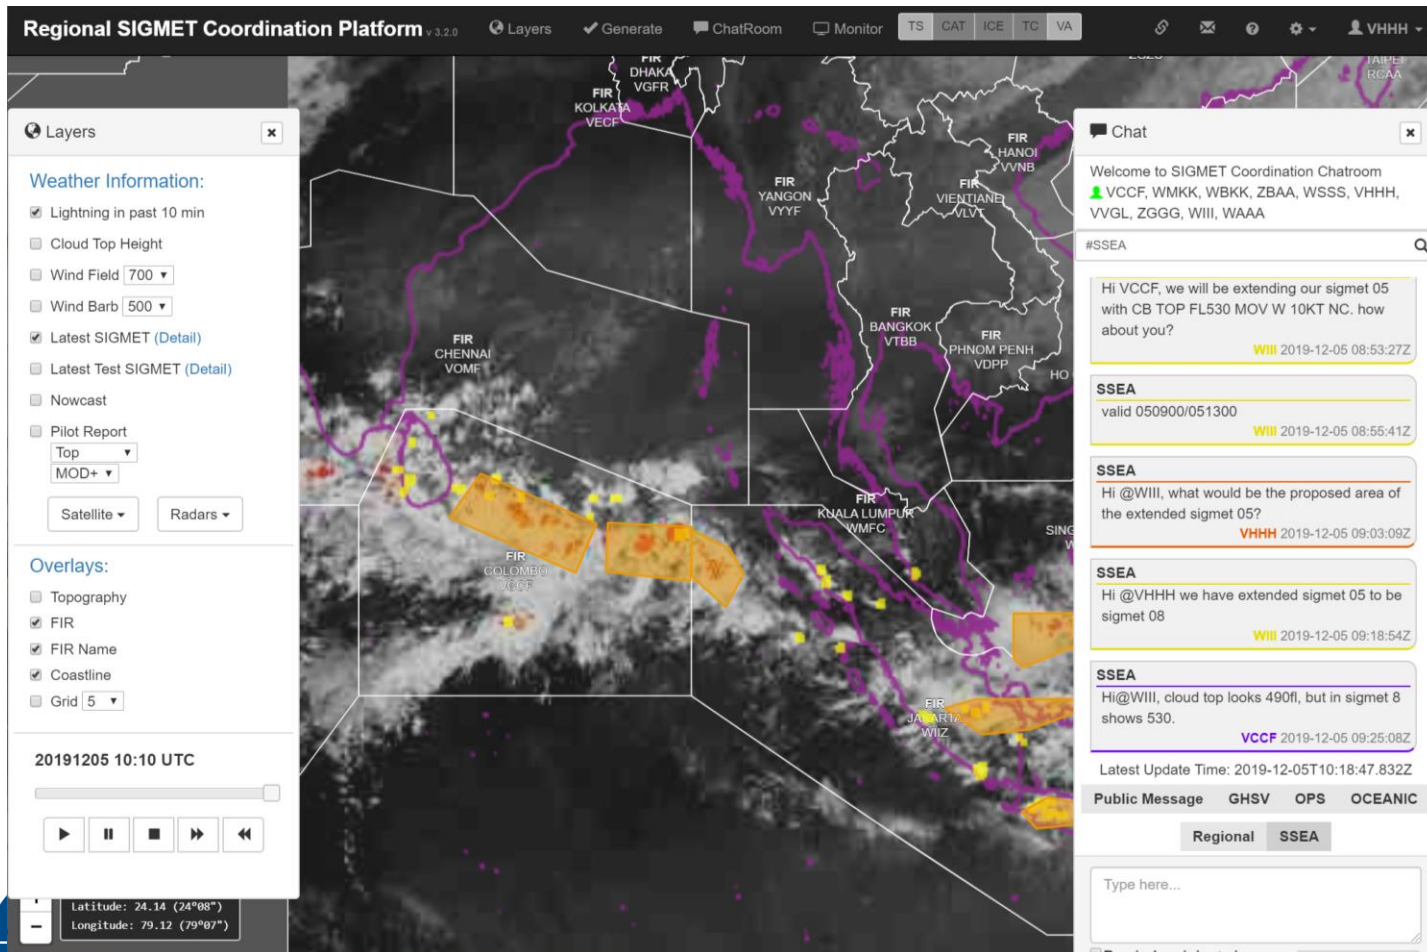 Regional SIGMET Coordination Platform v 3.2.0
Layers
Generate
ChatRoom
Monitor
TS CAT ICE TC VA
VHHH
Layers
Weather Information:
Lightning in past 10 min
Cloud Top Height
Wind Field 700
Wind Barb 500
Latest SIGMET (Detail)
Latest Test SIGMET (Detail)
Nowcast
Pilot Report
Top
MOD+
Satellite
Radars
Overlays:
Topography
FIR
FIR Name
Coastline
Grid 5
20191205 10:10 UTC
Latitude: 24.14 (24°08")
Longitude: 79.12 (79°07")
FIR
DHAKA
VGFR
FIR
KOLKATA
VECF
FIR
YANGON
VYYF
FIR
HANOI
VVNB
FIR
VIENTIANE
VLVT
TAIPEI
RCAA
FIR
CHENNAI
VOMF
FIR
BANGKOK
VTBB
FIR
PHNOM PENH
VDPP
HO
FIR
KUALA LUMPUR
WMFC
SING
W
FIR
COLOMBO
VCCF
FIR
JAKARTA
WIIZ
Chat
Welcome to SIGMET Coordination Chatroom
VCCF, WMKK, WBKK, ZBAA, WSSS, VHHH,
VVGL, ZGGG, WIII, WAAA
#SSEA
Hi VCCF, we will be extending our sigmet 05
with CB TOP FL530 MOV W 10KT NC. how
about you?
WIII 2019-12-05 08:53:27Z
SSEA
valid 050900/051300
WIII 2019-12-05 08:55:41Z
SSEA
Hi @WIII, what would be the proposed area of
the extended sigmet 05?
VHHH 2019-12-05 09:03:09Z
SSEA
Hi @VHHH we have extended sigmet 05 to be
sigmet 08
WIII 2019-12-05 09:18:54Z
SSEA
Hi@WIII, cloud top looks 490fl, but in sigmet 8
shows 530.
VCCF 2019-12-05 09:25:08Z
Latest Update Time: 2019-12-05T10:18:47.832Z
Public Message GHSV OPS OCEANIC
Regional SSEA
Type here...